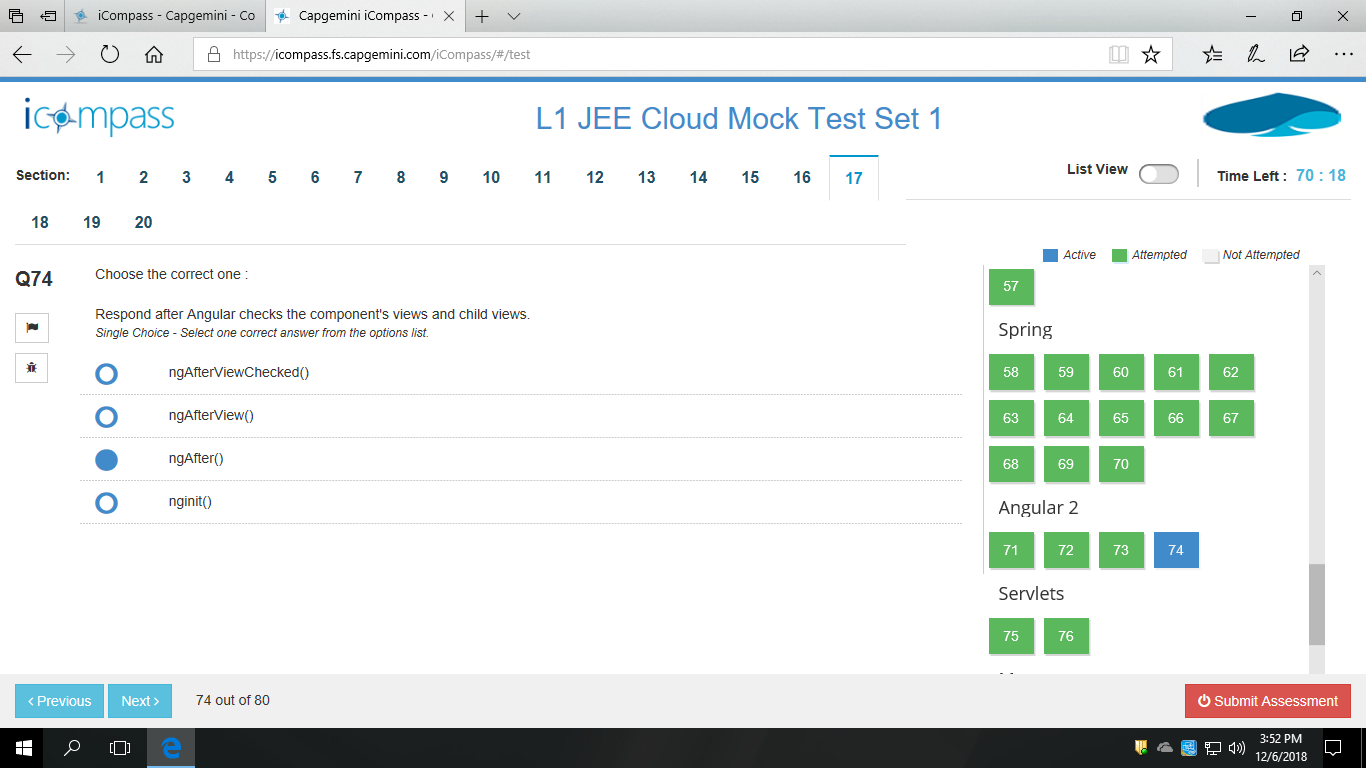 iCompass - Capgemini - Co
Capgemini iCompass -
https://icompass.fs.capgemini.com/iCompass/#/test
icompass
L1 JEE Cloud Mock Test Set 1
Section: 1 2 3 4 5 6 7 8 9 10 11 12 13 14 15 16 17
18 19 20
List View
Time Left : 70 : 18
Active Attempted Not Attempted
Q74
Choose the correct one :
Respond after Angular checks the component's views and child views.
Single Choice - Select one correct answer from the options list.
ngAfterViewChecked()
ngAfterView()
ngAfter()
nginit()
57
Spring
58 59 60 61 62
63 64 65 66 67
68 69 70
Angular 2
71 72 73 74
Servlets
75 76
< Previous
Next >
74 out of 80
Submit Assessment
3:52 PM
12/6/2018